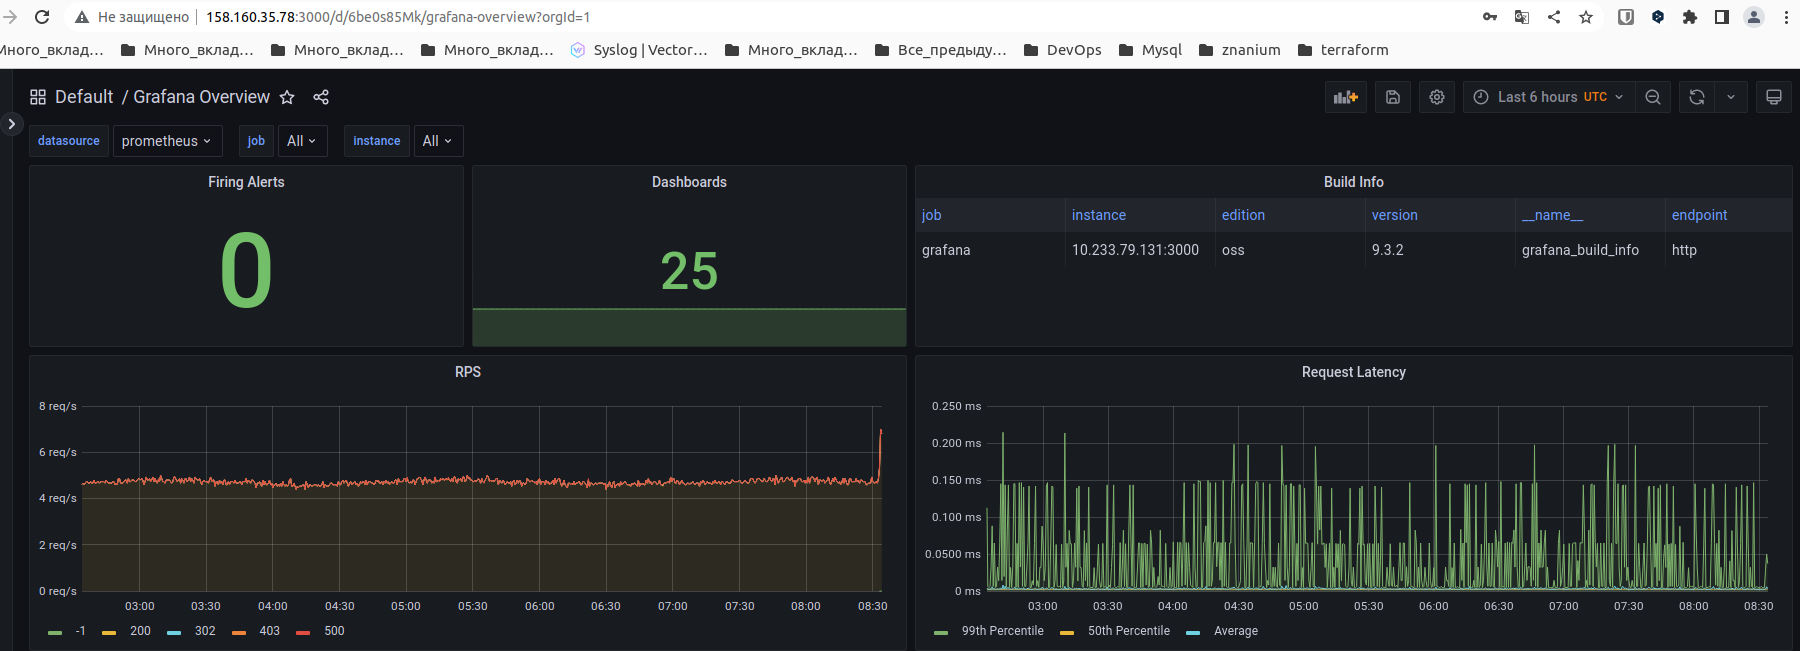 Не защищено 158.160.35.78:3000/d/6be0s85Mk/grafana-overview?orgId=1
Много_вклад... Много_вклад... Много_вклад... Много_вклад... Syslog | Vector... Много_вклад... Все_предыду... DevOps Mysql znanium terraform
Default / Grafana Overview Last 6 hours UTC
datasource prometheus job All instance All
Firing Alerts
0
Dashboards
25
Build Info
job instance edition version __name__ endpoint
grafana 10.233.79.131:3000 oss 9.3.2 grafana_build_info http
RPS
8 req/s
6 req/s
4 req/s
2 req/s
0 req/s
03:00 03:30 04:00 04:30 05:00 05:30 06:00 06:30 07:00 07:30 08:00 08:30
-1 200 302 403 500
Request Latency
0.250 ms
0.200 ms
0.150 ms
0.100 ms
0.0500 ms
0 ms
03:00 03:30 04:00 04:30 05:00 05:30 06:00 06:30 07:00 07:30 08:00 08:30
99th Percentile 50th Percentile Average